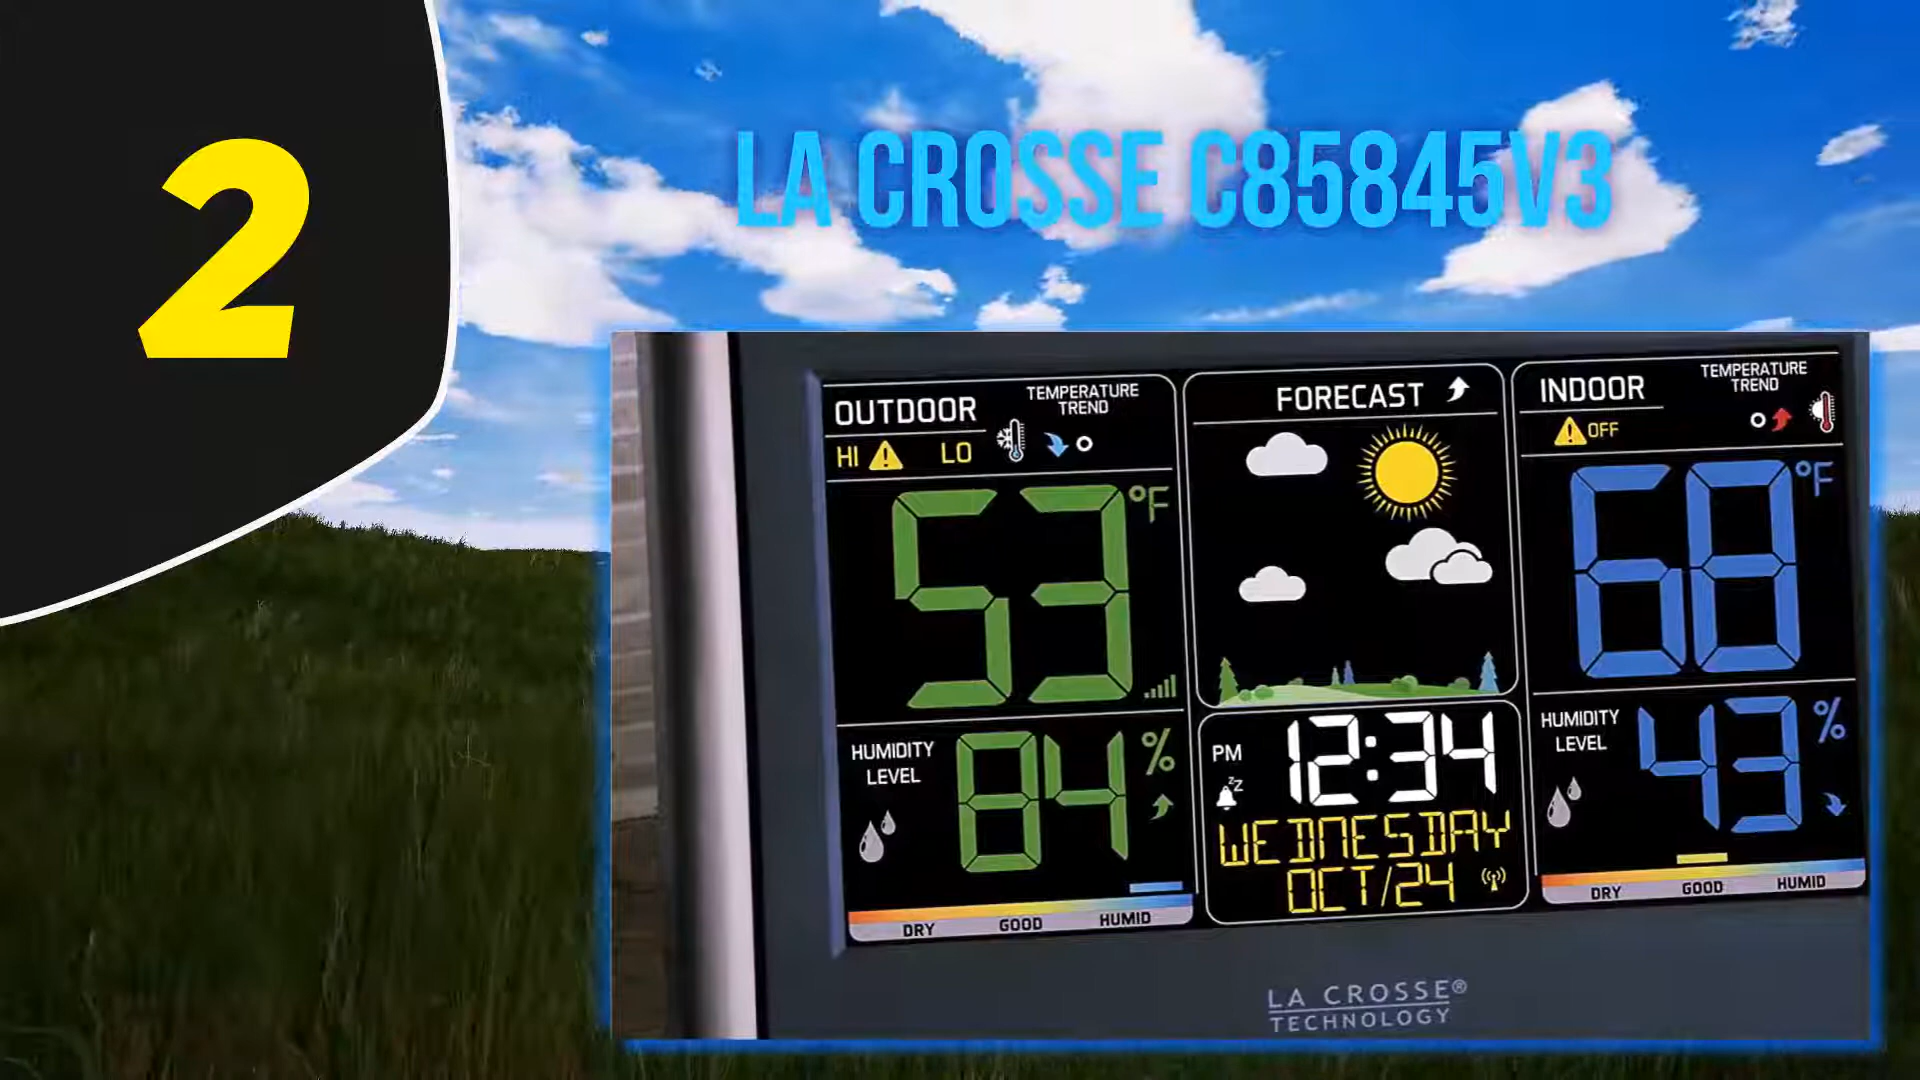 2
LA CROSSE C85845V3
OUTDOOR
TEMPERATURE
TREND
HI LO
53 °F
HUMIDITY
LEVEL
84 %
DRY GOOD HUMID
FORECAST
PM 12:34
zz
WEDNESDAY
OCT/24
INDOOR
TEMPERATURE
TREND
OFF
68 °F
HUMIDITY
LEVEL
43 %
DRY GOOD HUMID
LA CROSSE®
TECHNOLOGY